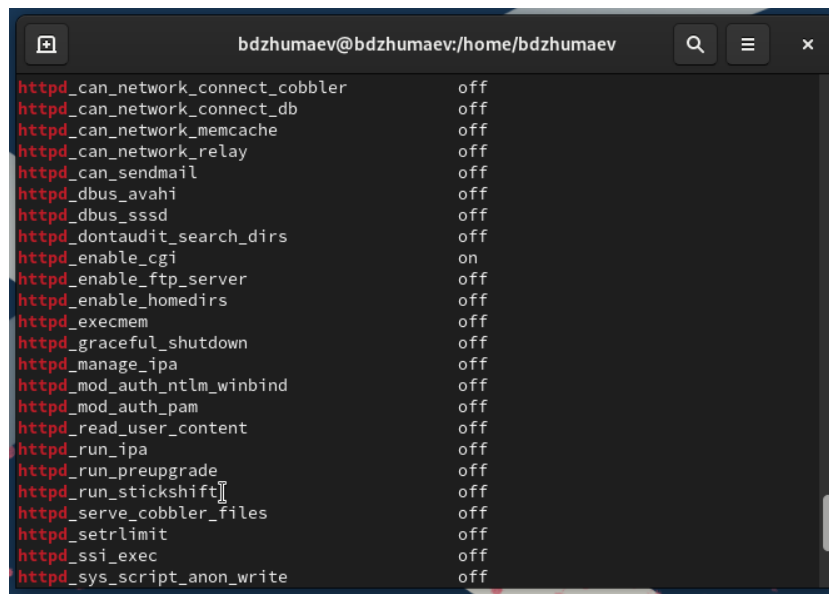 bdzhumaev@bdzhumaev:/home/bdzhumaev
httpd_can_network_connect_cobbler off
httpd_can_network_connect_db off
httpd_can_network_memcache off
httpd_can_network_relay off
httpd_can_sendmail off
httpd_dbus_avahi off
httpd_dbus_sssd off
httpd_dontaudit_search_dirs off
httpd_enable_cgi on
httpd_enable_ftp_server off
httpd_enable_homedirs off
httpd_execmem off
httpd_graceful_shutdown off
httpd_manage_ipa off
httpd_mod_auth_ntlm_winbind off
httpd_mod_auth_pam off
httpd_read_user_content off
httpd_run_ipa off
httpd_run_preupgrade off
httpd_run_stickshift off
httpd_serve_cobbler_files off
httpd_setrlimit off
httpd_ssi_exec off
httpd_sys_script_anon_write off